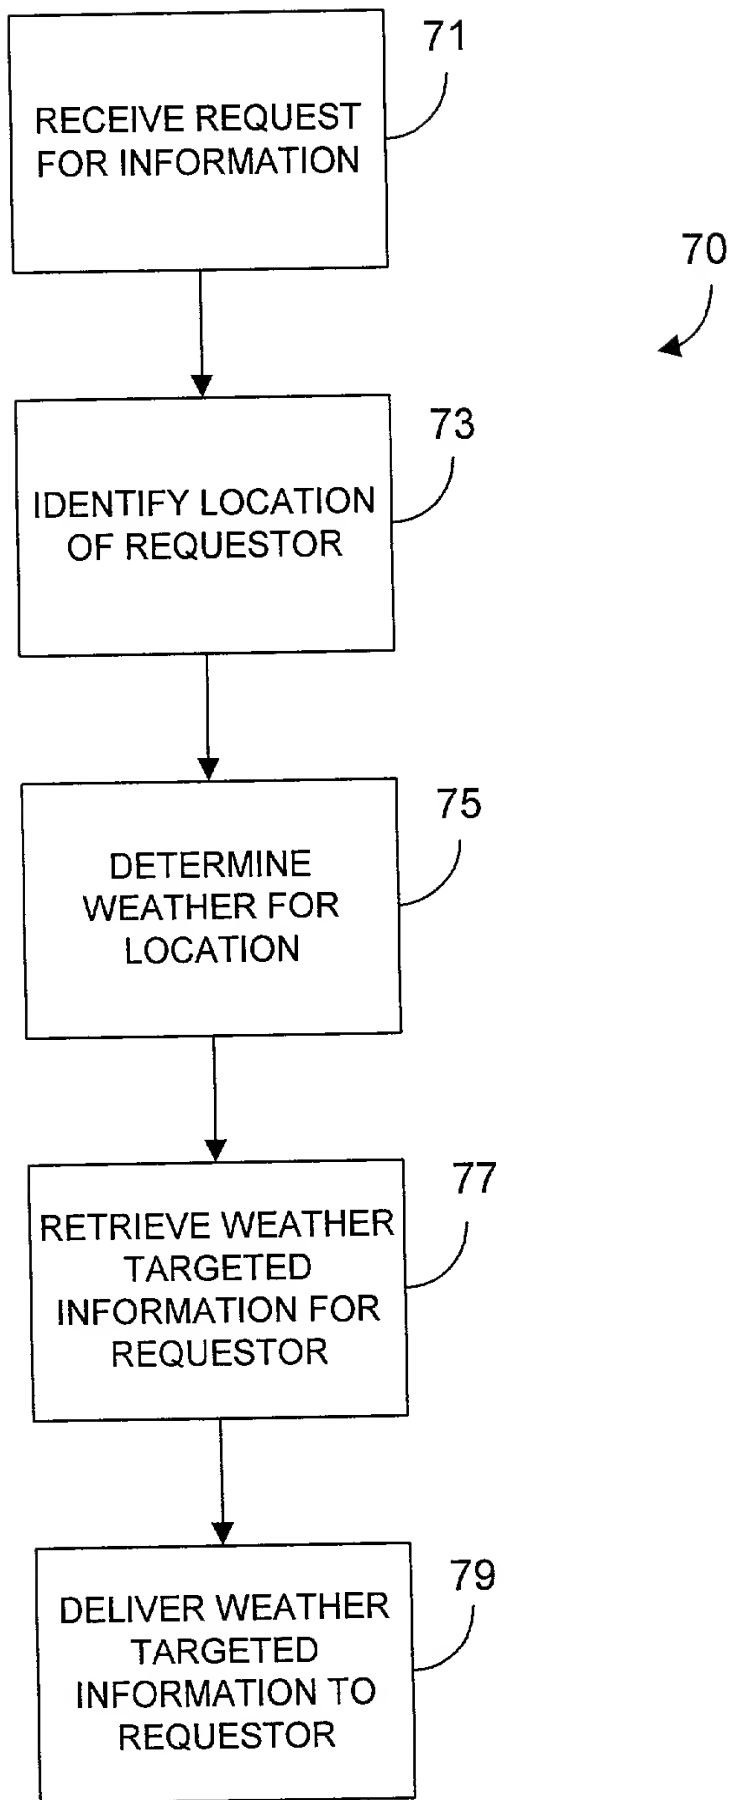 71
RECEIVE REQUEST
FOR INFORMATION
70
73
IDENTIFY LOCATION
OF REQUESTOR
75
DETERMINE
WEATHER FOR
LOCATION
77
RETRIEVE WEATHER
TARGETED
INFORMATION FOR
REQUESTOR
79
DELIVER WEATHER
TARGETED
INFORMATION TO
REQUESTOR